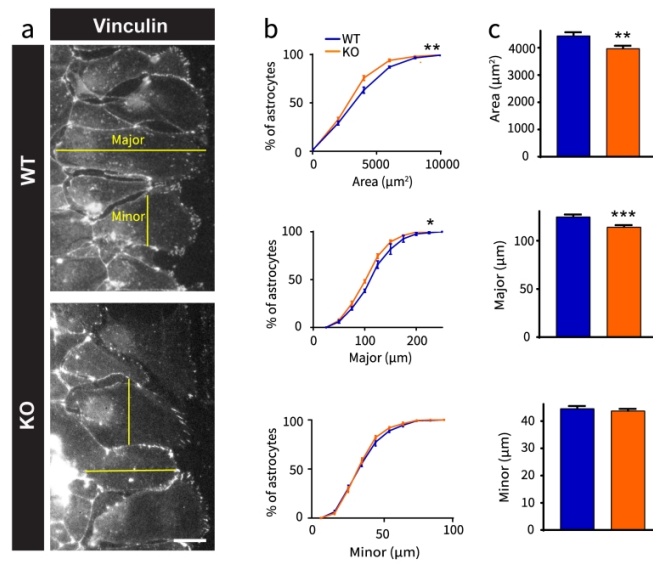 a
Vinculin
WT
Major
Minor
KO
b
WT
KO
**
% of astrocytes
100
50
0
0
5000
10000
Area (µm²)
*
% of astrocytes
100
50
0
0
100
200
Major (µm)
% of astrocytes
100
50
0
0
50
100
Minor (µm)
c
**
Area (µm²)
4000
3000
2000
1000
0
***
Major (µm)
100
50
0
Minor (µm)
40
30
20
10
0